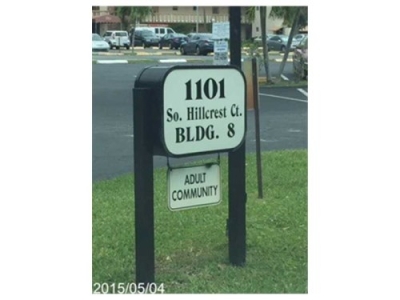 1101
So. Hillcrest Ct.
BLDG. 8
ADULT
COMMUNITY
2015/05/04